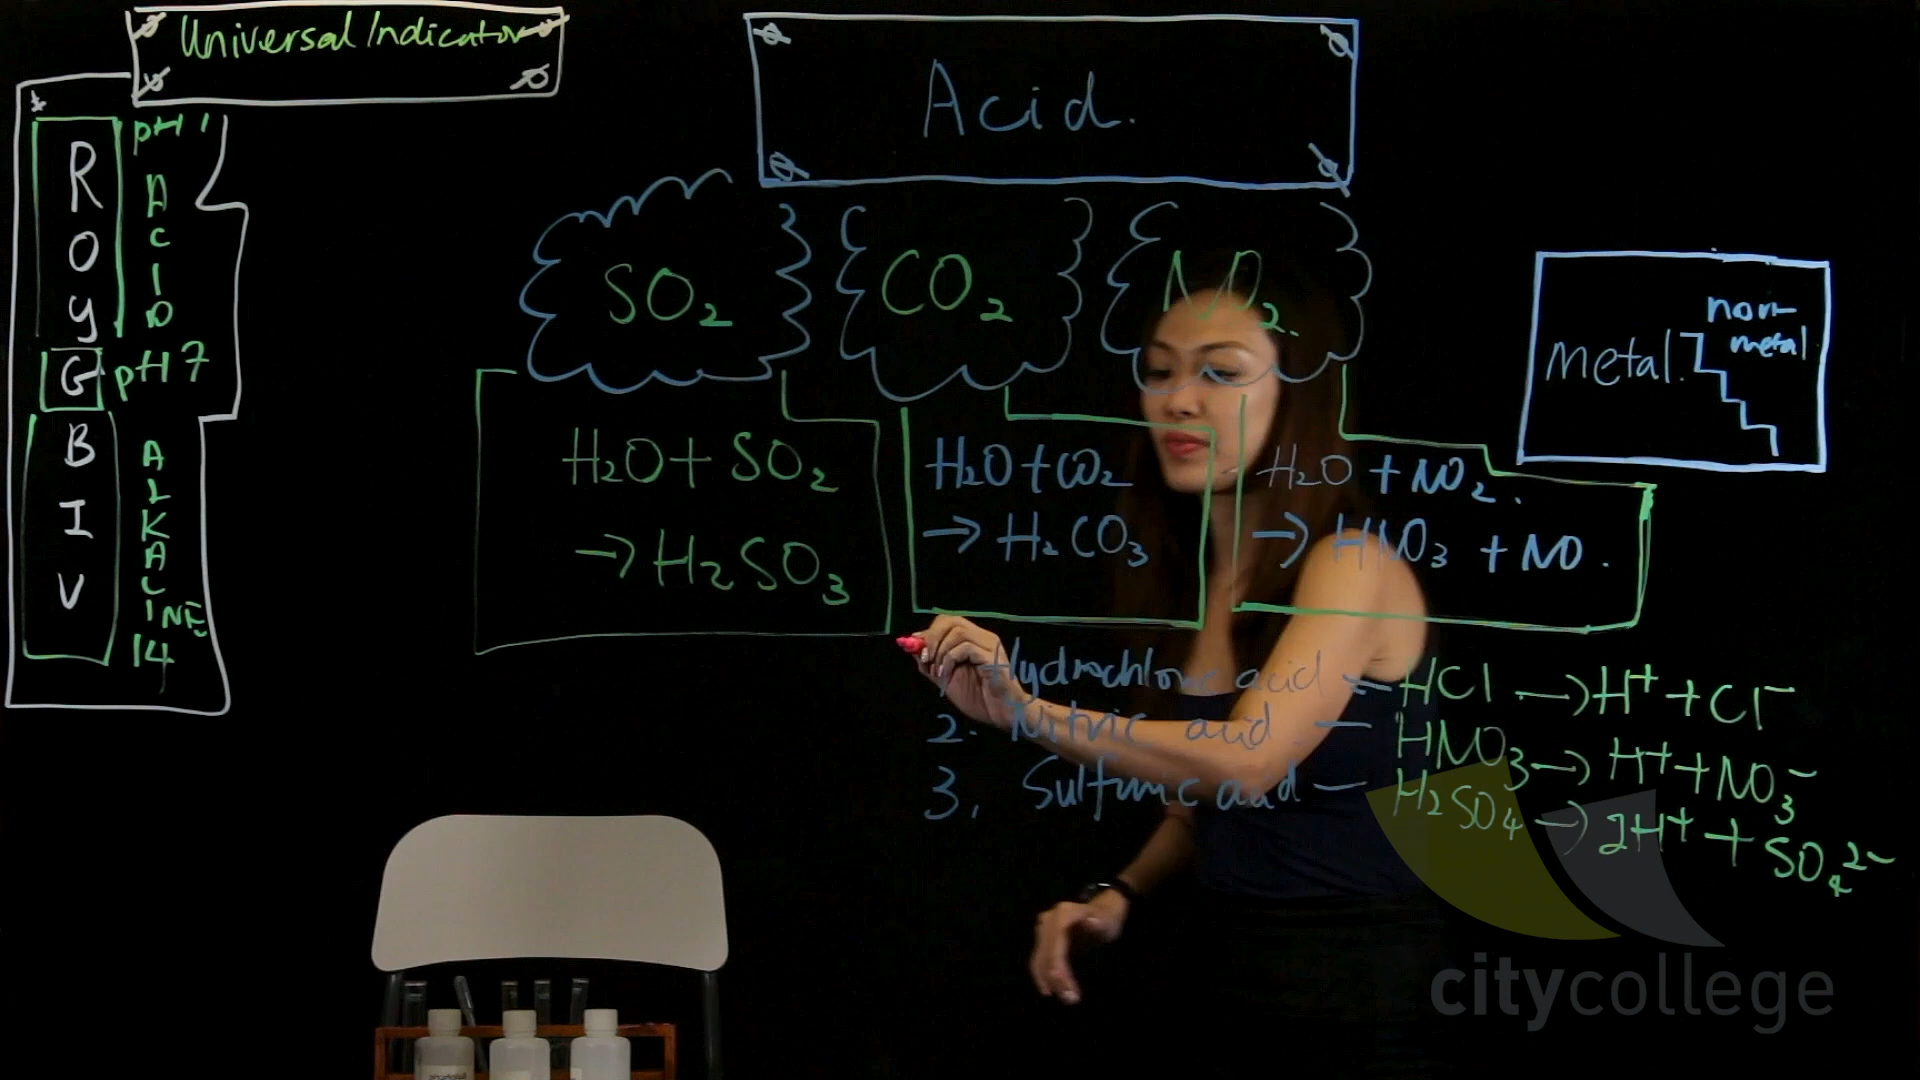 Universal Indicator
pH 1
R
O
y
G
B
I
V
ACID
pH 7
ALKALINE
14
Acid.
SO₂
CO₂
NO₂.
H₂O + SO₂
→ H₂SO₃
H₂O + CO₂
→ H₂CO₃
H₂O + NO₂.
→ HNO₃ + NO.
metal.
non-
metal
Hydrochloric acid — HCl → H⁺ + Cl⁻
2. Nitric acid — HNO₃ → H⁺ + NO₃⁻
3. Sulfuric acid — H₂SO₄ → 2H⁺ + SO₄²⁻
citycollege